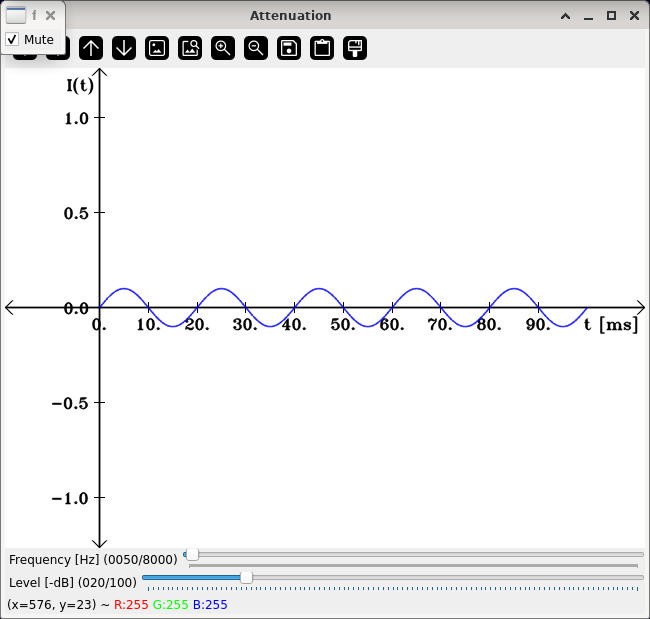 f
Attenuation
Mute
I(t)
1.0
0.5
0.0
0. 10. 20. 30. 40. 50. 60. 70. 80. 90. t [ms]
−0.5
−1.0
Frequency [Hz] (0050/8000)
Level [-dB] (020/100)
(x=576, y=23) ~ R:255 G:255 B:255